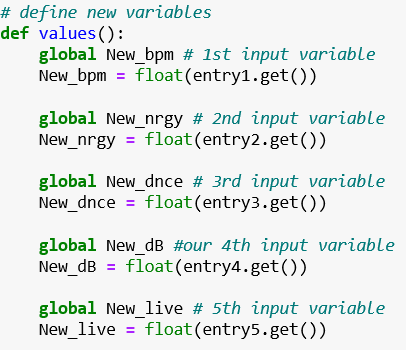 # define new variables
def values():
    global New_bpm # 1st input variable
    New_bpm = float(entry1.get())

    global New_nrgy # 2nd input variable
    New_nrgy = float(entry2.get())

    global New_dnce # 3rd input variable
    New_dnce = float(entry3.get())

    global New_dB #our 4th input variable
    New_dB = float(entry4.get())

    global New_live # 5th input variable
    New_live = float(entry5.get())